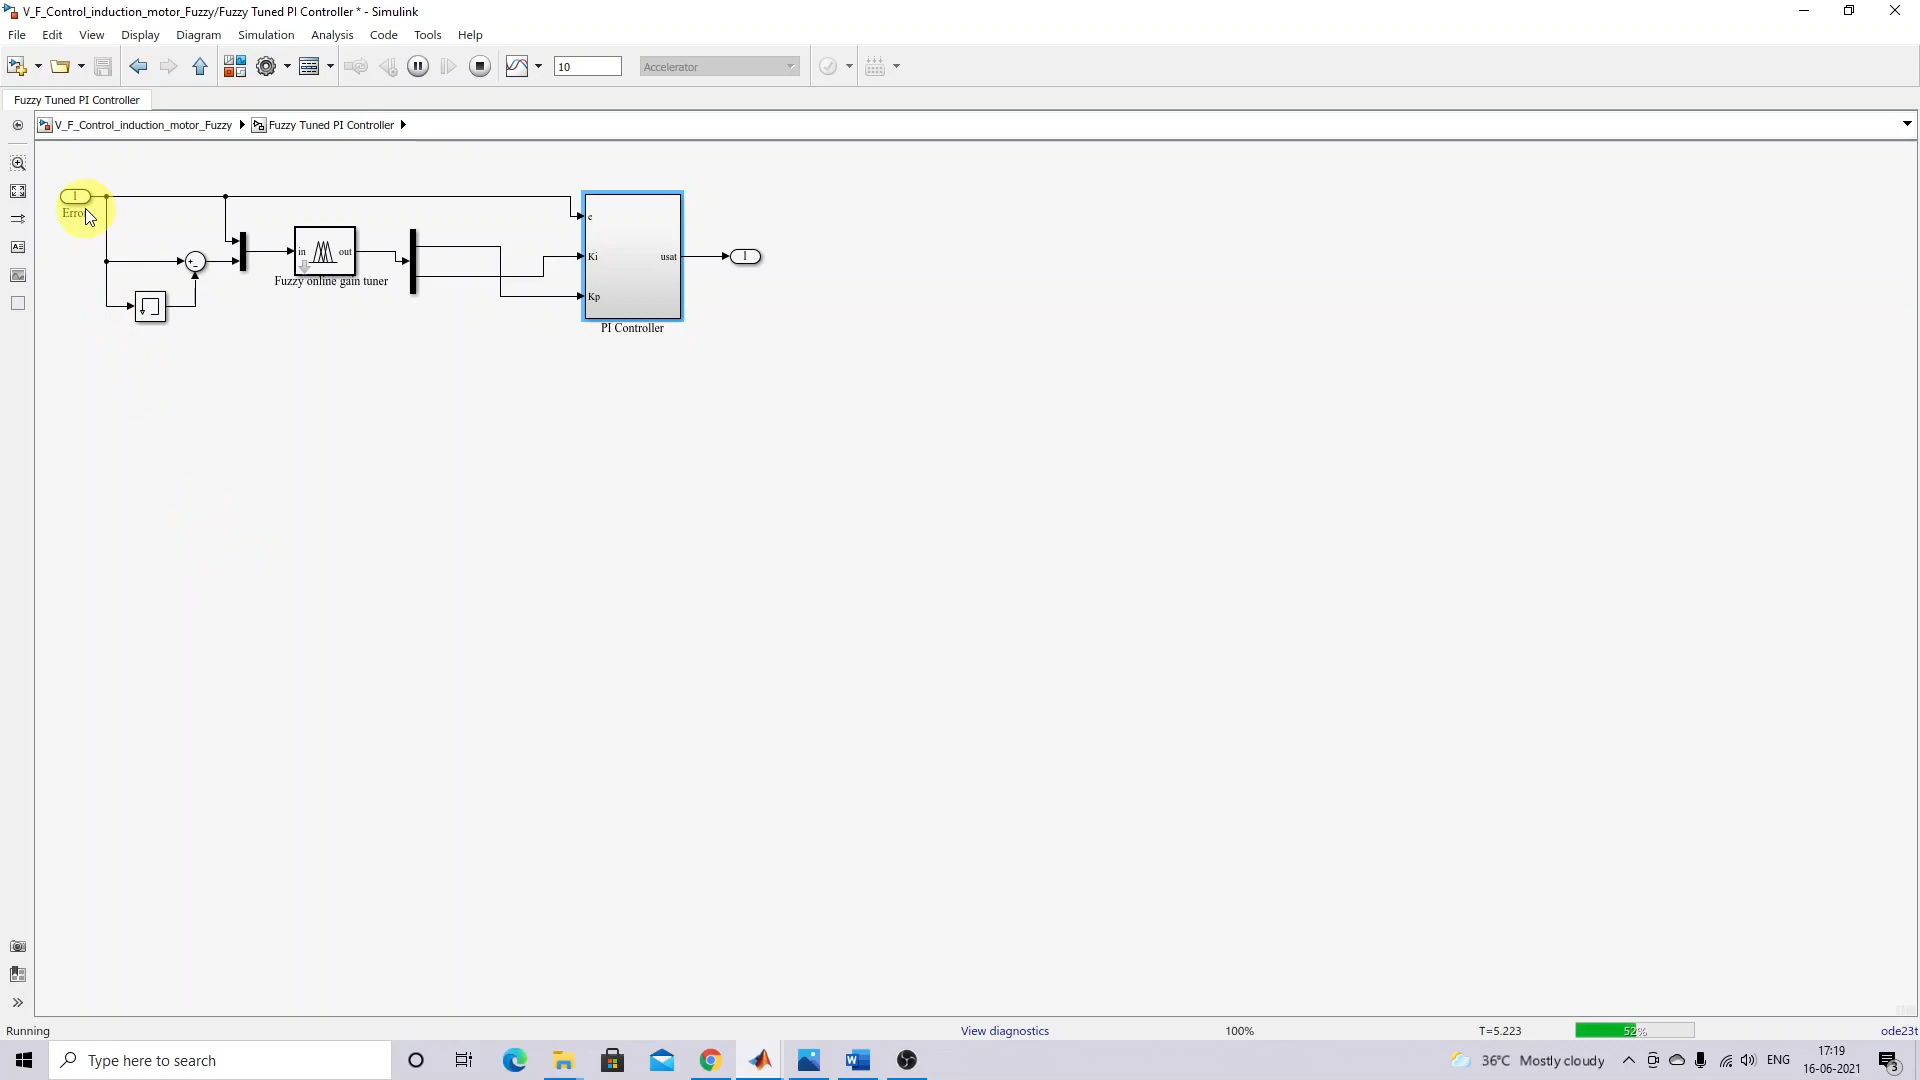 V_F_Control_induction_motor_Fuzzy/Fuzzy Tuned PI Controller * - Simulink
File Edit View Display Diagram Simulation Analysis Code Tools Help
10 Accelerator
Fuzzy Tuned PI Controller
V_F_Control_induction_motor_Fuzzy Fuzzy Tuned PI Controller
1
Error
in out
Fuzzy online gain tuner
e
Ki
Kp
usat
PI Controller
1
Running View diagnostics 100% T=5.223 52% ode23t
Type here to search
36°C Mostly cloudy ENG
17:19
16-06-2021
3